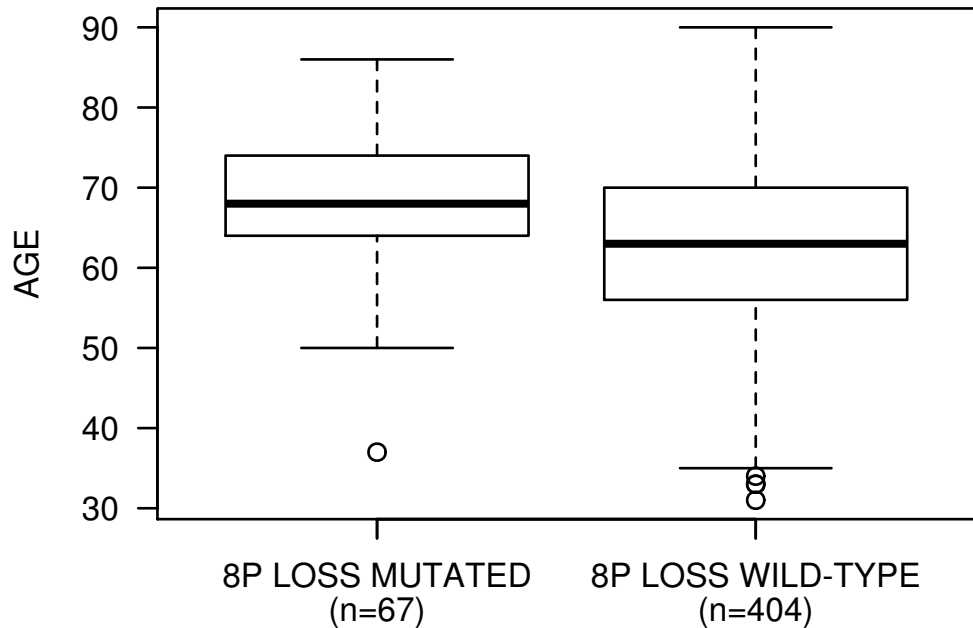 AGE
90
80
70
60
50
40
30
8P LOSS MUTATED
(n=67)
8P LOSS WILD-TYPE
(n=404)